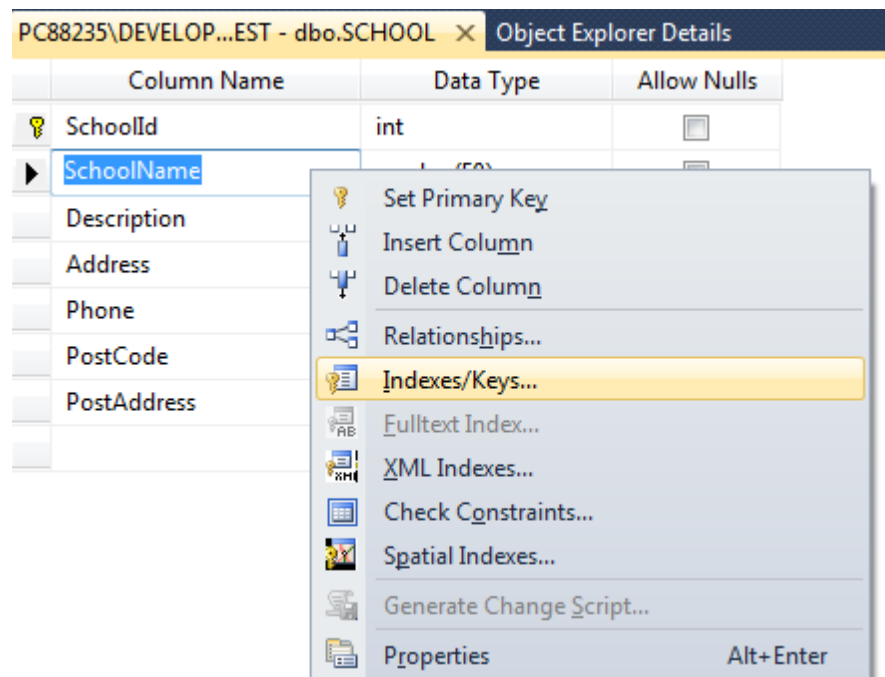 PC88235\DEVELOP...EST - dbo.SCHOOL Object Explorer Details
Column Name Data Type Allow Nulls
SchoolId int
SchoolName
Description
Address
Phone
PostCode
PostAddress
Set Primary Key
Insert Column
Delete Column
Relationships...
Indexes/Keys...
Fulltext Index...
XML Indexes...
Check Constraints...
Spatial Indexes...
Generate Change Script...
Properties Alt+Enter